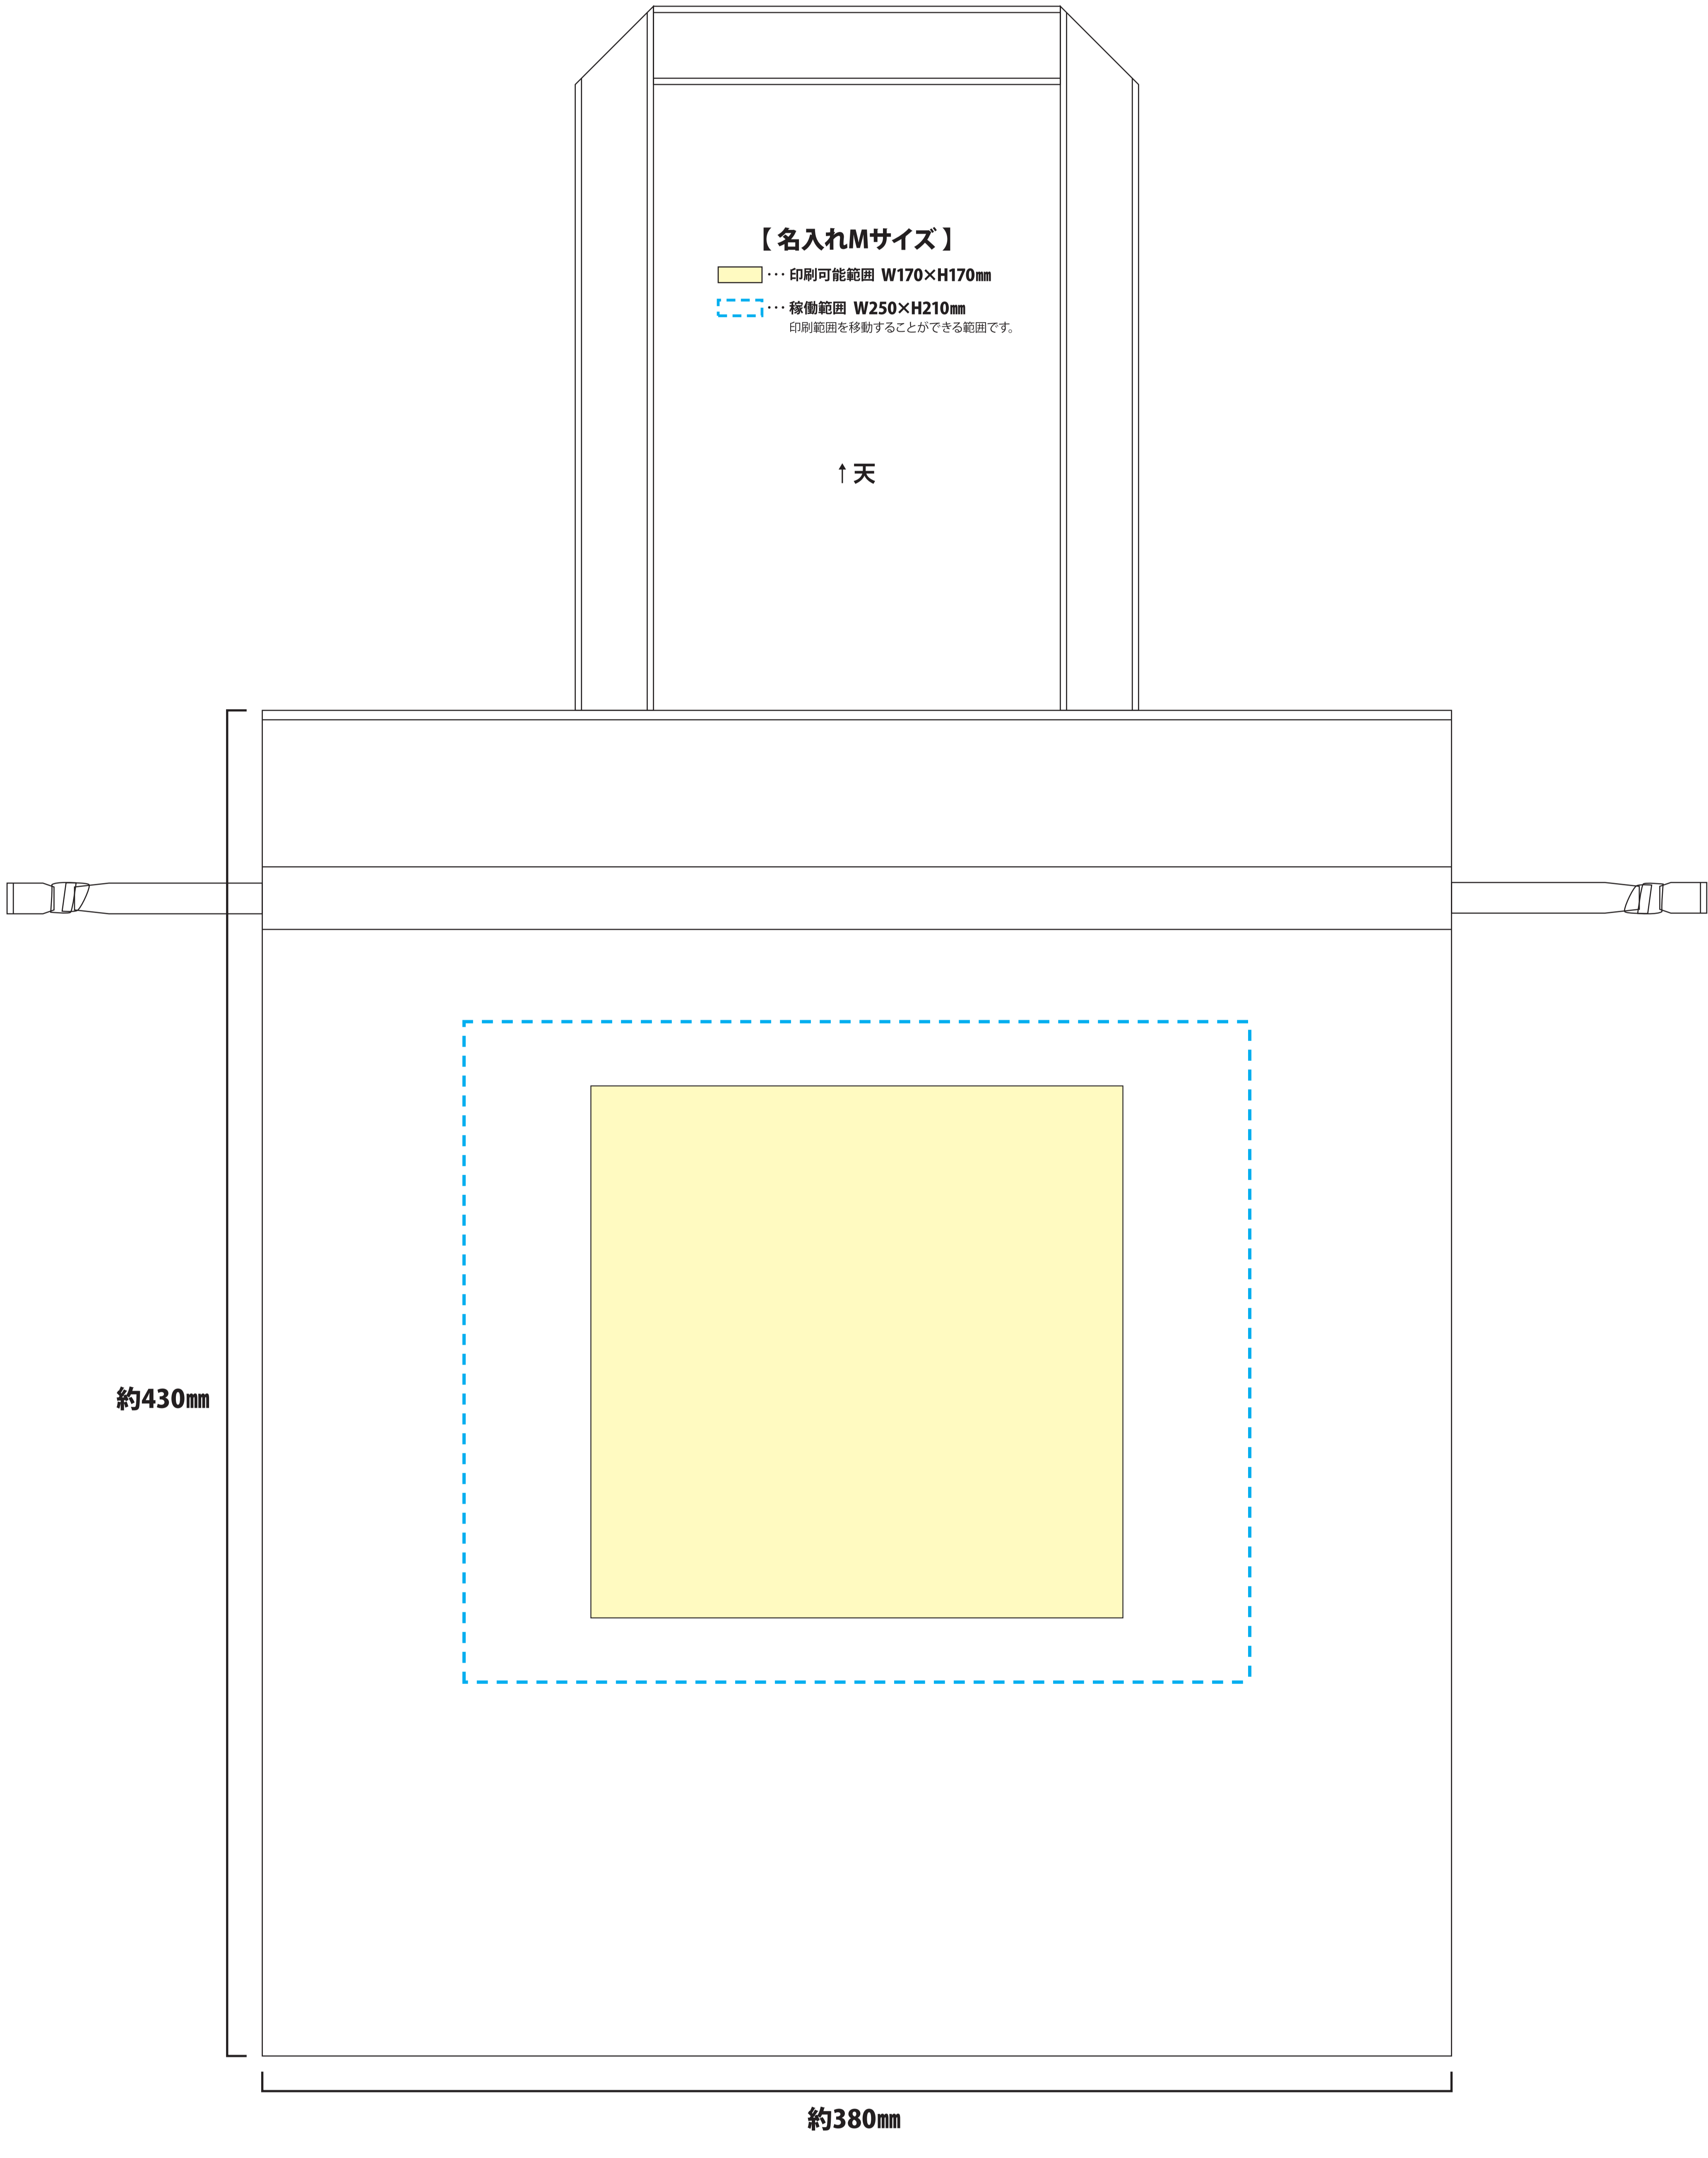 【 名入れMサイズ 】
･･･ 印刷可能範囲 W170×H170㎜
･･･ 稼働範囲 W250×H210㎜
印刷範囲を移動することができる範囲です。
↑ 天
約430㎜
約380㎜